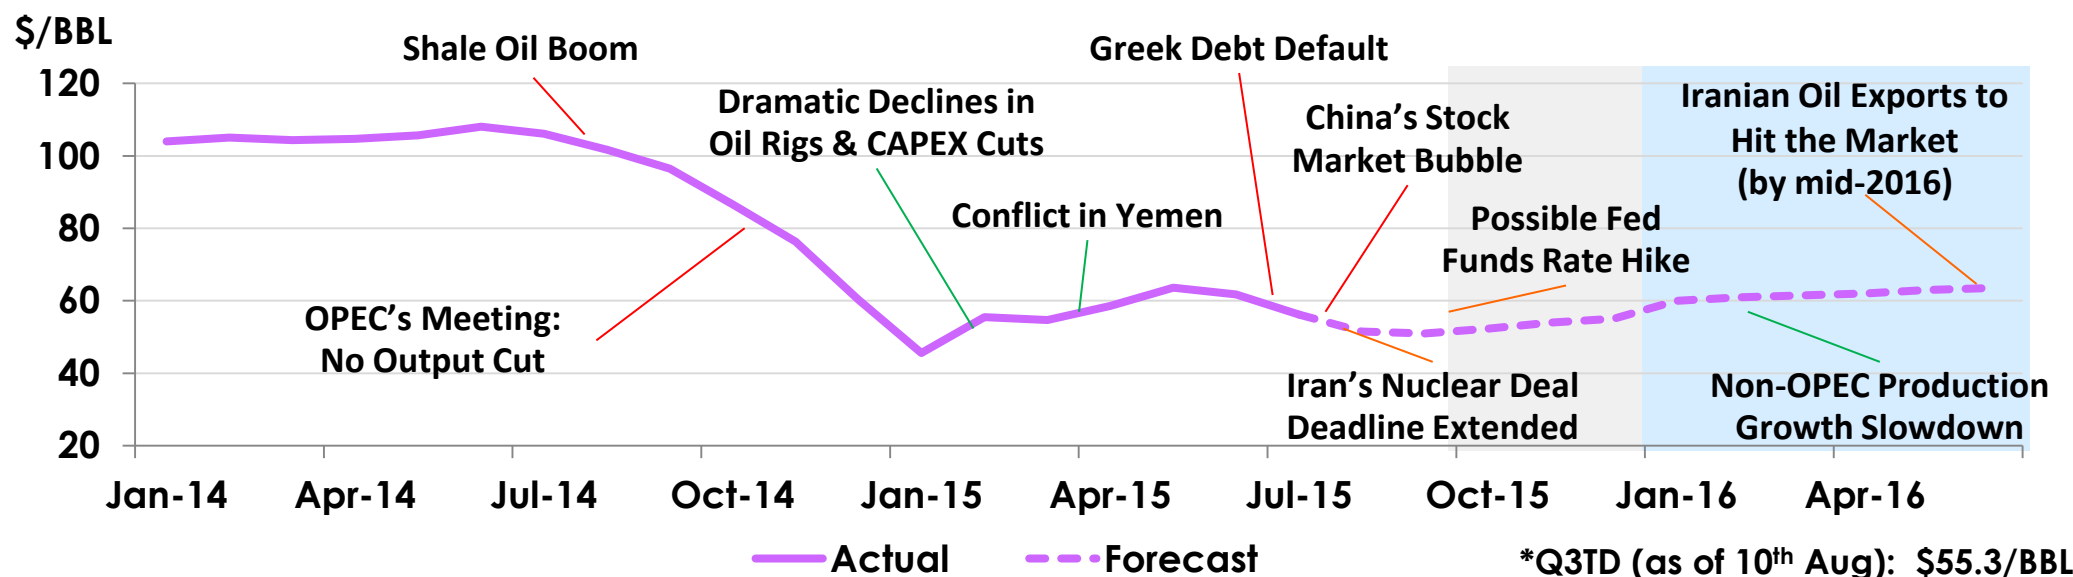 $/BBL
120
100
80
60
40
20
Shale Oil Boom
Greek Debt Default
Dramatic Declines in
Oil Rigs & CAPEX Cuts
China’s Stock
Market Bubble
Iranian Oil Exports to
Hit the Market
(by mid-2016)
Conflict in Yemen
Possible Fed
Funds Rate Hike
OPEC’s Meeting:
No Output Cut
Iran’s Nuclear Deal
Deadline Extended
Non-OPEC Production
Growth Slowdown
Jan-14 Apr-14 Jul-14 Oct-14 Jan-15 Apr-15 Jul-15 Oct-15 Jan-16 Apr-16
Actual Forecast
*Q3TD (as of 10th Aug): $55.3/BBL